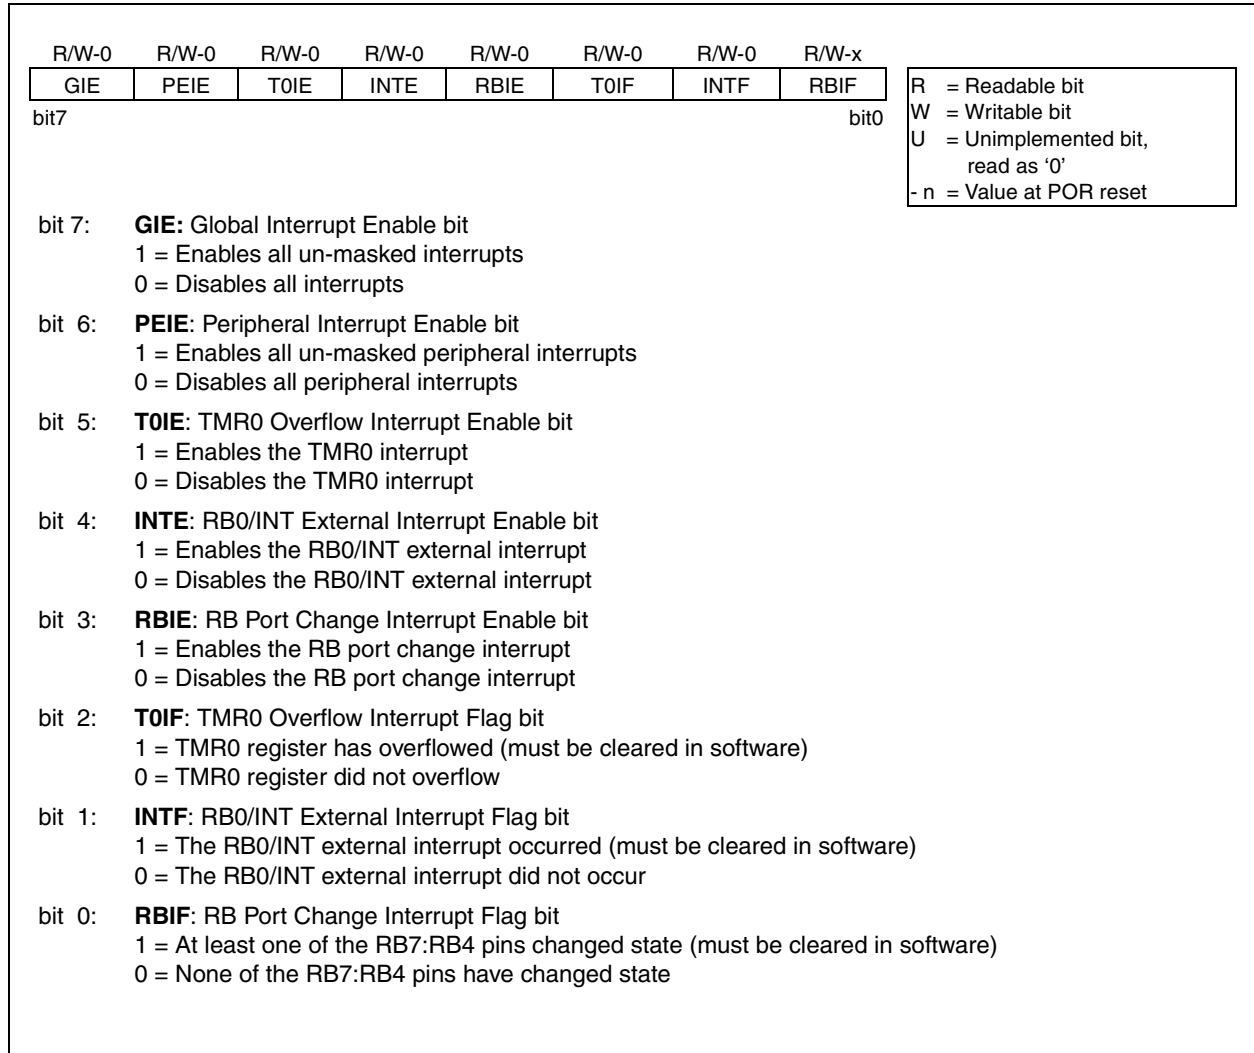 R/W-0 R/W-0 R/W-0 R/W-0 R/W-0 R/W-0 R/W-0 R/W-x
GIE PEIE T0IE INTE RBIE T0IF INTF RBIF
bit7 bit0
R = Readable bit
W = Writable bit
U = Unimplemented bit,
read as ‘0’
- n = Value at POR reset
bit 7: GIE: Global Interrupt Enable bit
1 = Enables all un-masked interrupts
0 = Disables all interrupts
bit 6: PEIE: Peripheral Interrupt Enable bit
1 = Enables all un-masked peripheral interrupts
0 = Disables all peripheral interrupts
bit 5: T0IE: TMR0 Overflow Interrupt Enable bit
1 = Enables the TMR0 interrupt
0 = Disables the TMR0 interrupt
bit 4: INTE: RB0/INT External Interrupt Enable bit
1 = Enables the RB0/INT external interrupt
0 = Disables the RB0/INT external interrupt
bit 3: RBIE: RB Port Change Interrupt Enable bit
1 = Enables the RB port change interrupt
0 = Disables the RB port change interrupt
bit 2: T0IF: TMR0 Overflow Interrupt Flag bit
1 = TMR0 register has overflowed (must be cleared in software)
0 = TMR0 register did not overflow
bit 1: INTF: RB0/INT External Interrupt Flag bit
1 = The RB0/INT external interrupt occurred (must be cleared in software)
0 = The RB0/INT external interrupt did not occur
bit 0: RBIF: RB Port Change Interrupt Flag bit
1 = At least one of the RB7:RB4 pins changed state (must be cleared in software)
0 = None of the RB7:RB4 pins have changed state